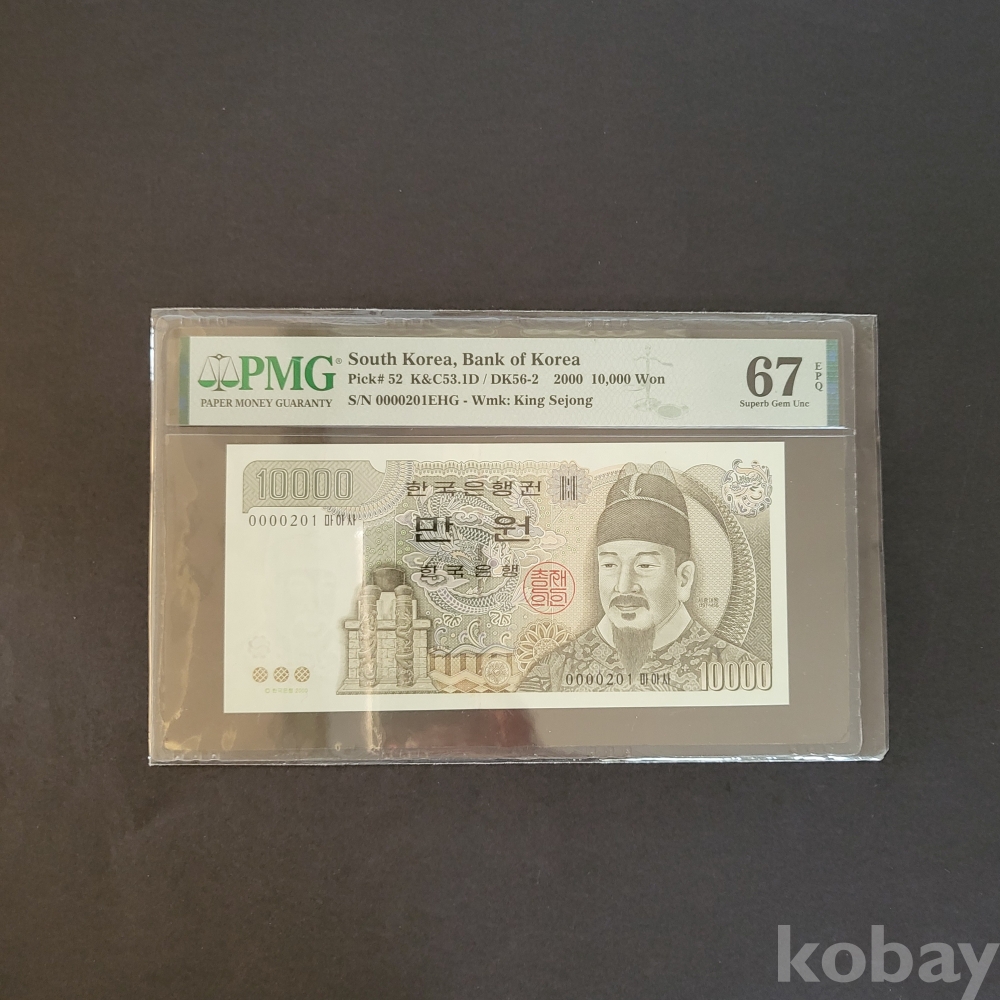 PMG®
PAPER MONEY GUARANTY
South Korea, Bank of Korea
Pick# 52 K&C53.1D / DK56-2 2000 10,000 Won
S/N 0000201EHG - Wmk: King Sejong
67
EPQ
Superb Gem Unc
10000
한국은행권
0000201 마아사
만 원
한국은행
0000201 마아사
10000
kobay